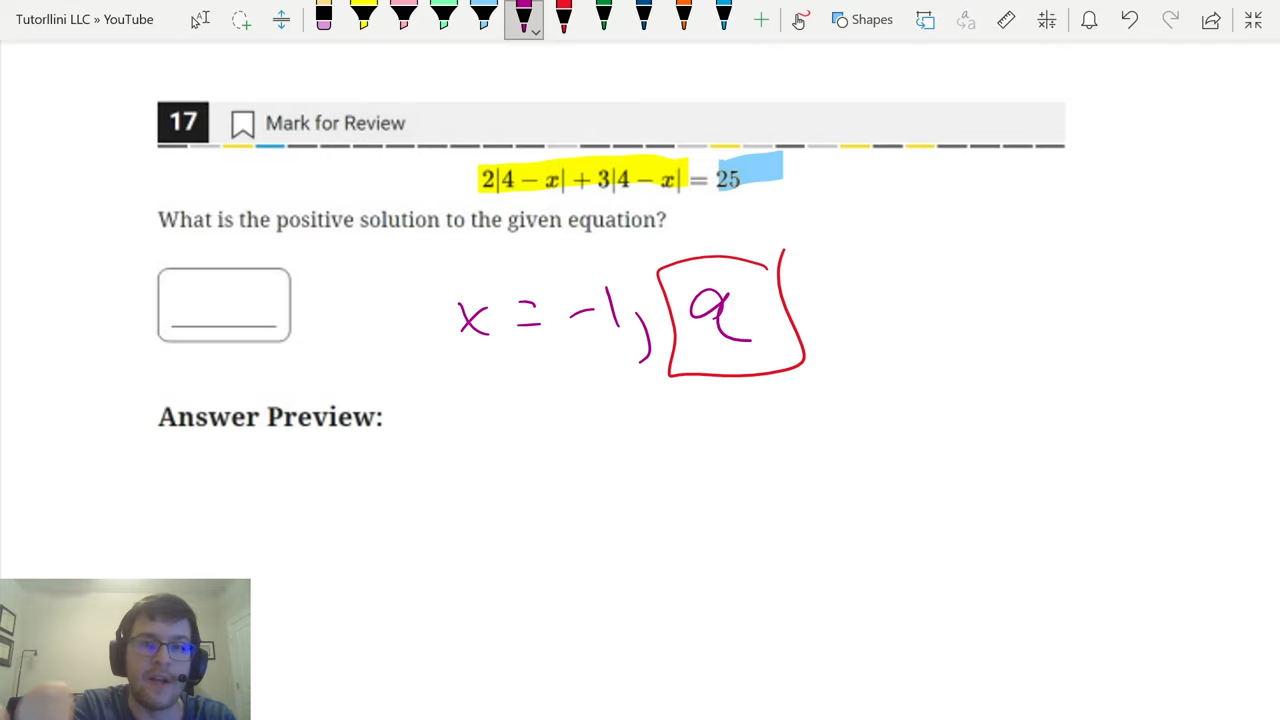 Tutorllini LLC » YouTube
Shapes
17 Mark for Review
2|4 − x| + 3|4 − x| = 25
What is the positive solution to the given equation?
x = -1, 9
Answer Preview: